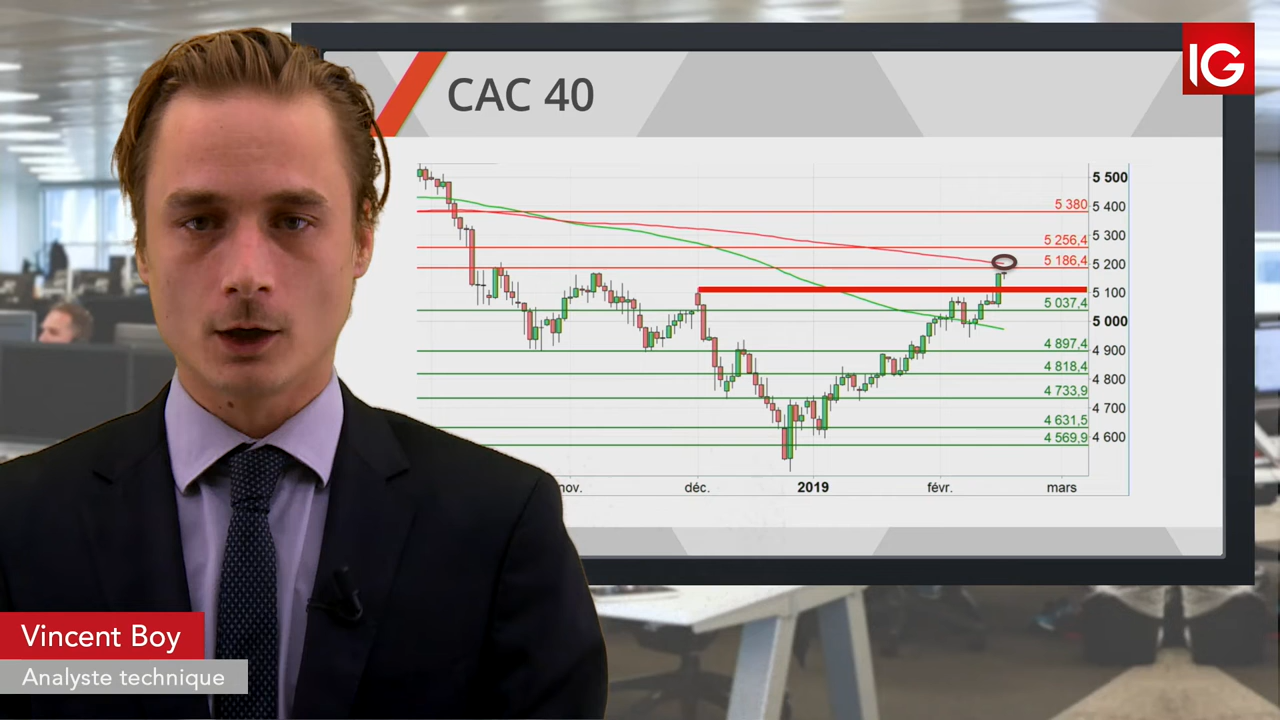 IG
CAC 40
5 500
5 400
5 380
5 300
5 256,4
5 186,4
5 200
5 100
5 037,4
5 000
4 897,4
4 900
4 818,4
4 800
4 733,9
4 700
4 631,5
4 600
4 569,9
nov.
déc.
2019
févr.
mars
Vincent Boy
Analyste technique